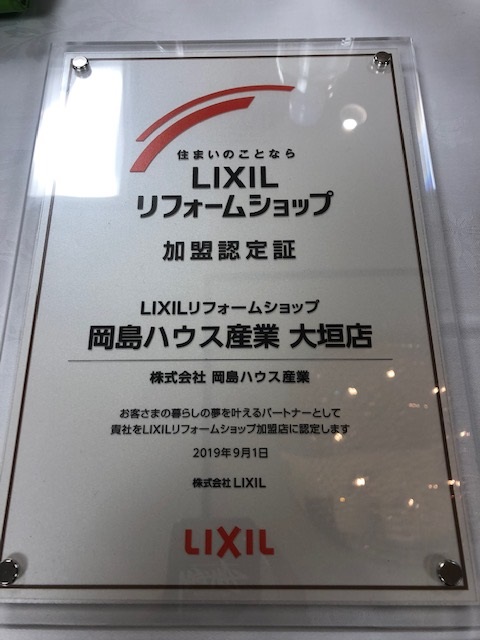 住まいのことなら
LIXIL
リフォームショップ
加盟認定証
LIXILリフォームショップ
岡島ハウス産業 大垣店
株式会社 岡島ハウス産業
お客さまの暮らしの夢を叶えるパートナーとして
貴社をLIXILリフォームショップ加盟店に認定します
2019年9月1日
株式会社 LIXIL
LIXIL